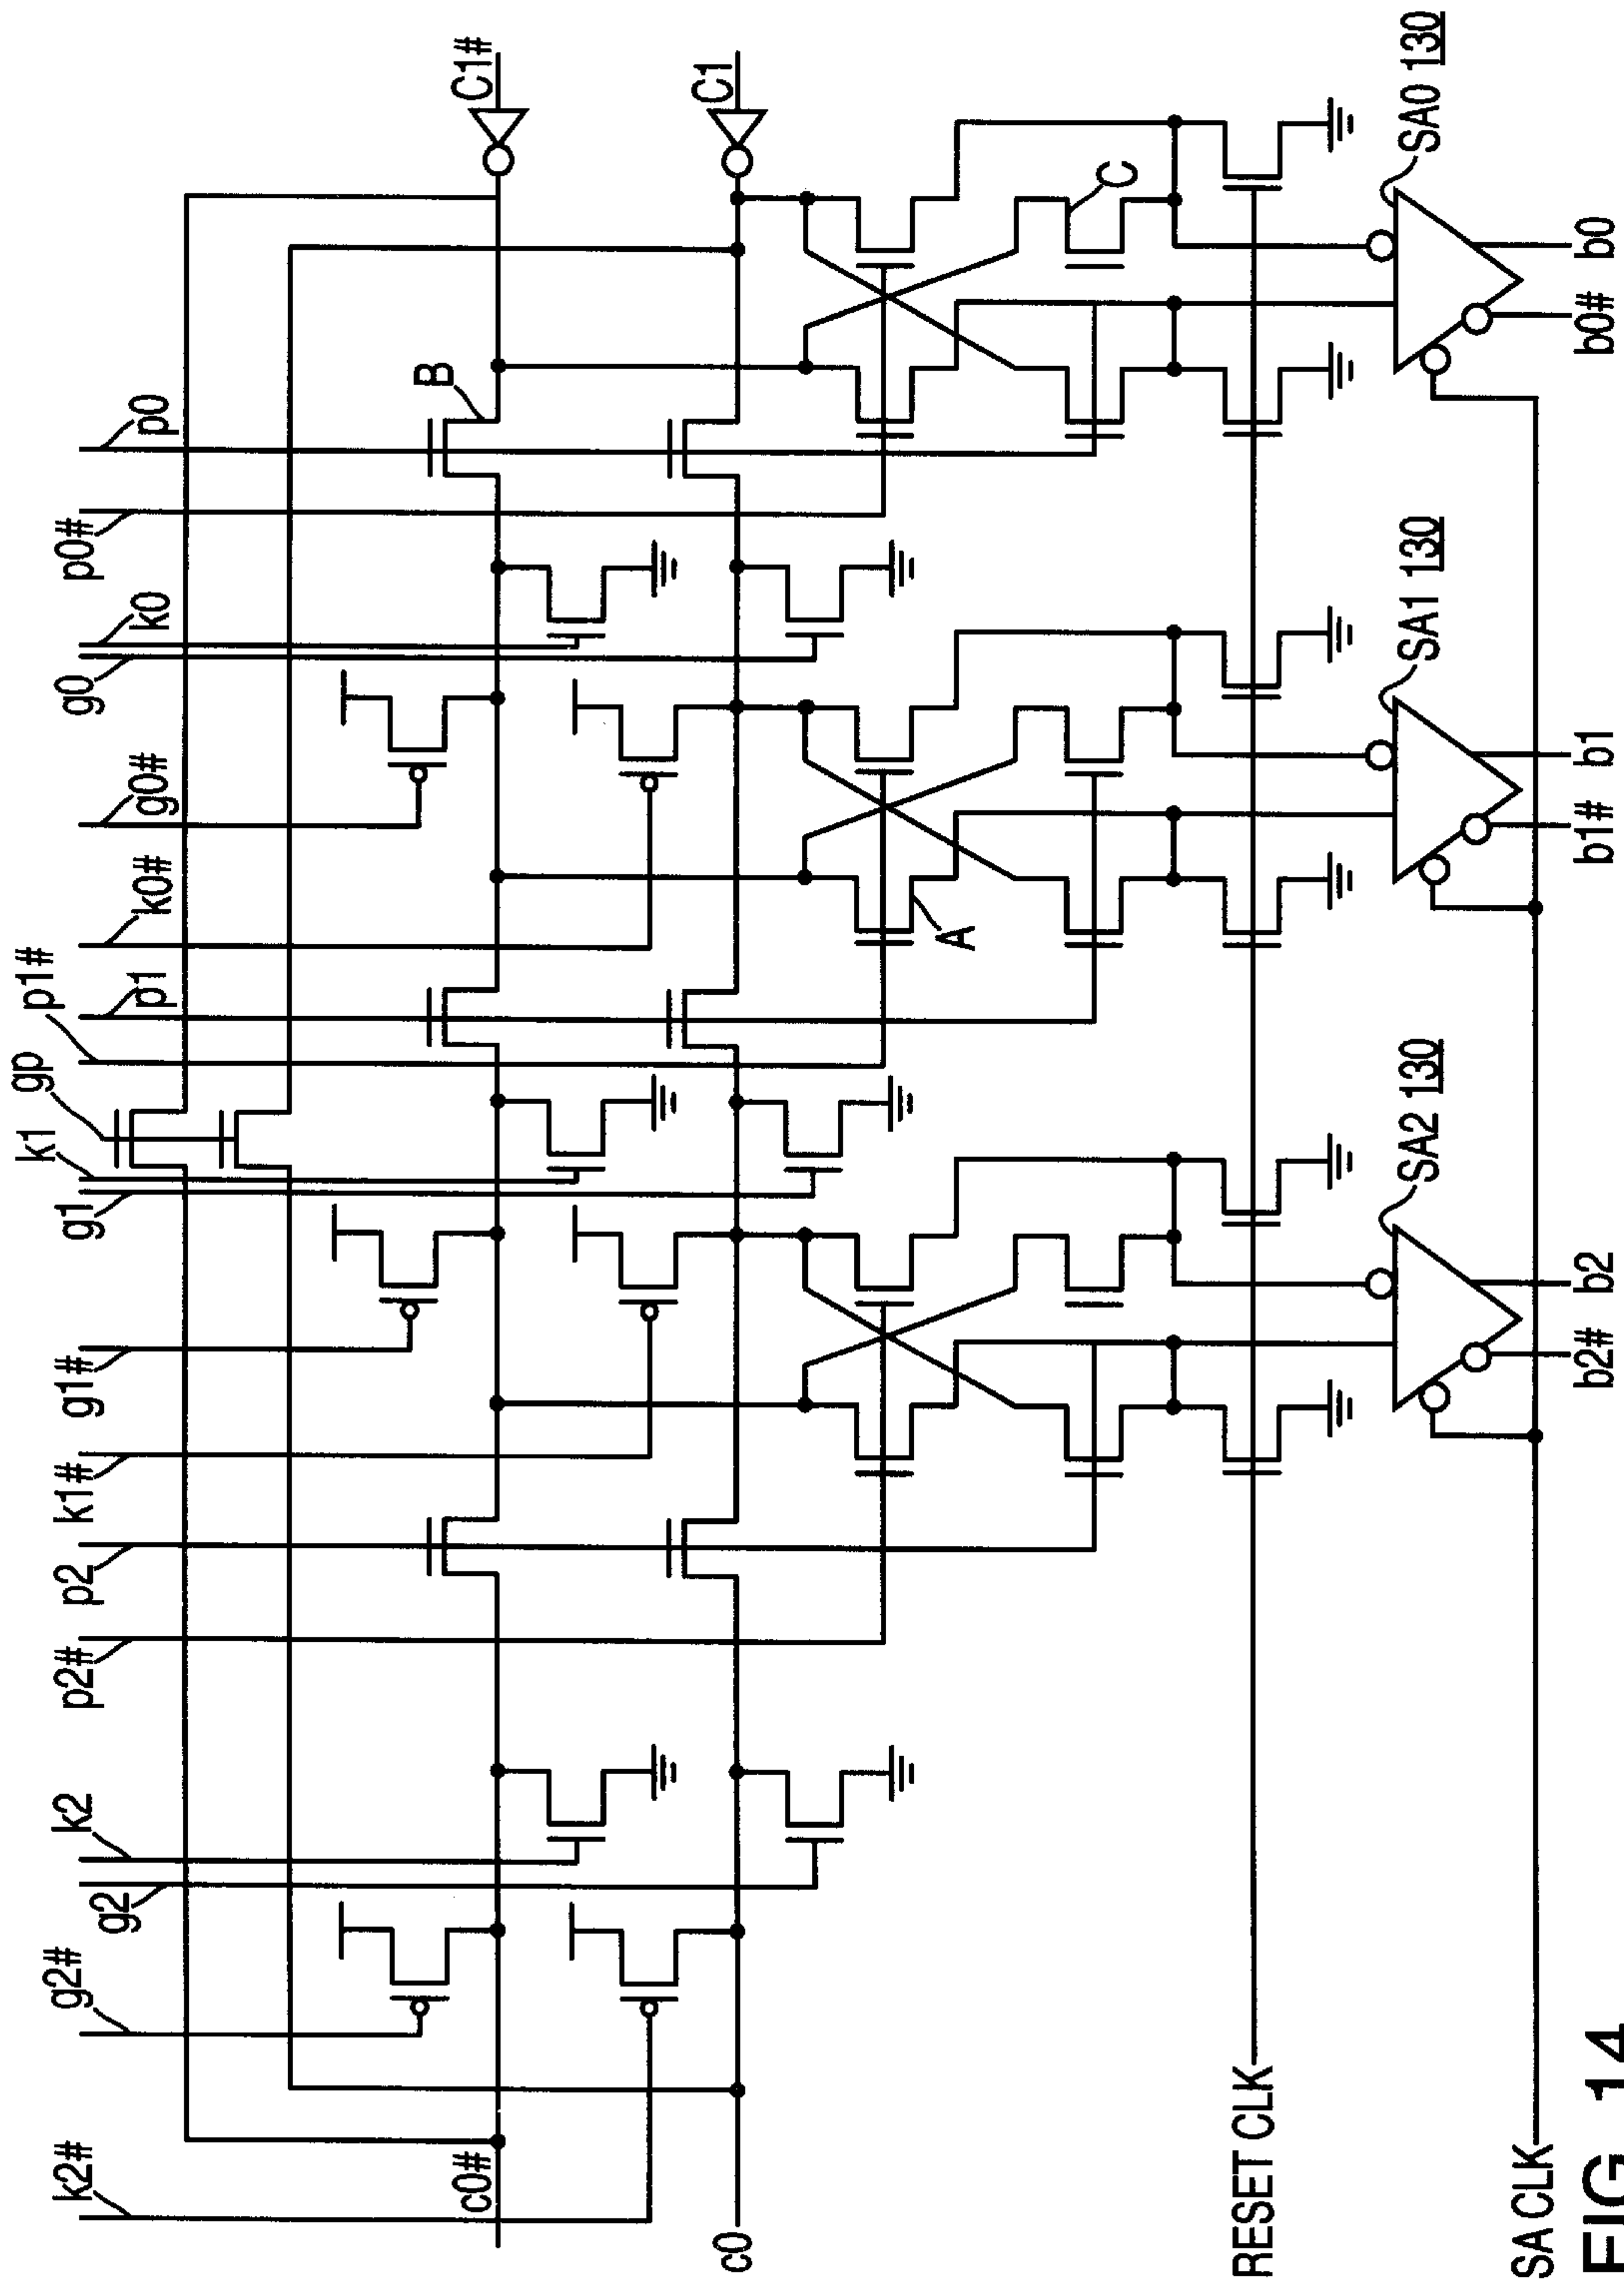 k2#
g2#
g2
k2
p2#
p2
k1#
g1#
g1
k1
gp
p1#
p1
k0#
g0#
g0
k0
p0#
p0
C1#
C1
B
c0#
c0
A
C
RESET CLK
SA CLK
SA2 130
SA1 130
SA0 130
b2#
b2
b1#
b1
b0#
b0
FIG 14